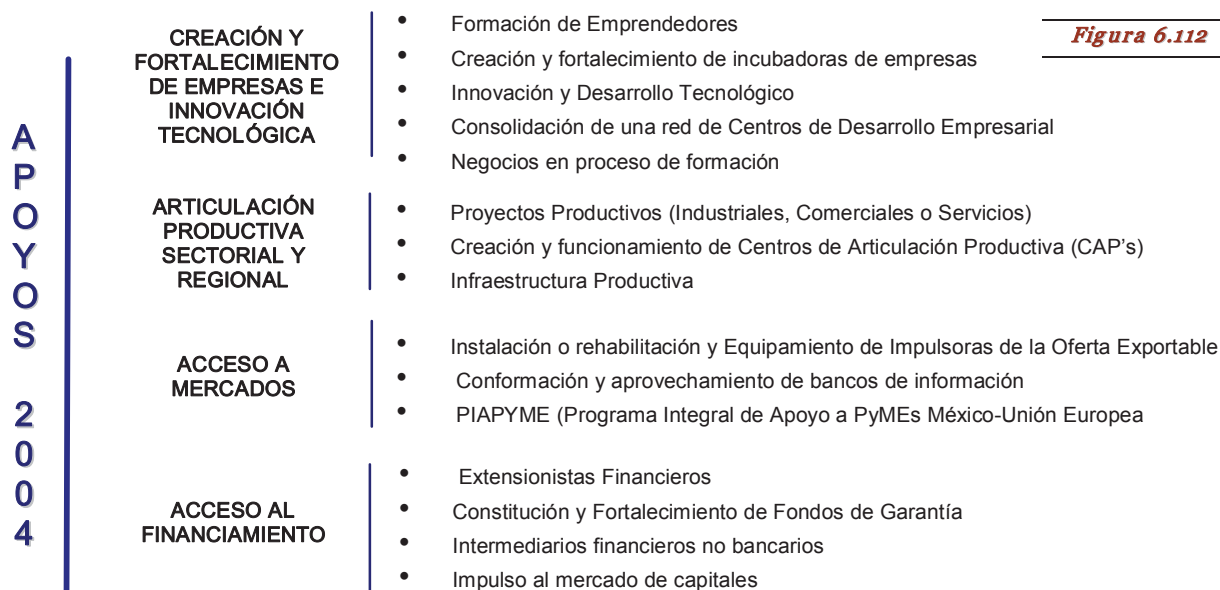 Figura 6.112
APOYOS 2004
CREACIÓN Y
FORTALECIMIENTO
DE EMPRESAS E
INNOVACIÓN
TECNOLÓGICA
• Formación de Emprendedores
• Creación y fortalecimiento de incubadoras de empresas
• Innovación y Desarrollo Tecnológico
• Consolidación de una red de Centros de Desarrollo Empresarial
• Negocios en proceso de formación
ARTICULACIÓN
PRODUCTIVA
SECTORIAL Y
REGIONAL
• Proyectos Productivos (Industriales, Comerciales o Servicios)
• Creación y funcionamiento de Centros de Articulación Productiva (CAP's)
• Infraestructura Productiva
ACCESO A
MERCADOS
• Instalación o rehabilitación y Equipamiento de Impulsoras de la Oferta Exportable
• Conformación y aprovechamiento de bancos de información
• PIAPYME (Programa Integral de Apoyo a PyMEs México-Unión Europea
ACCESO AL
FINANCIAMIENTO
• Extensionistas Financieros
• Constitución y Fortalecimiento de Fondos de Garantía
• Intermediarios financieros no bancarios
• Impulso al mercado de capitales